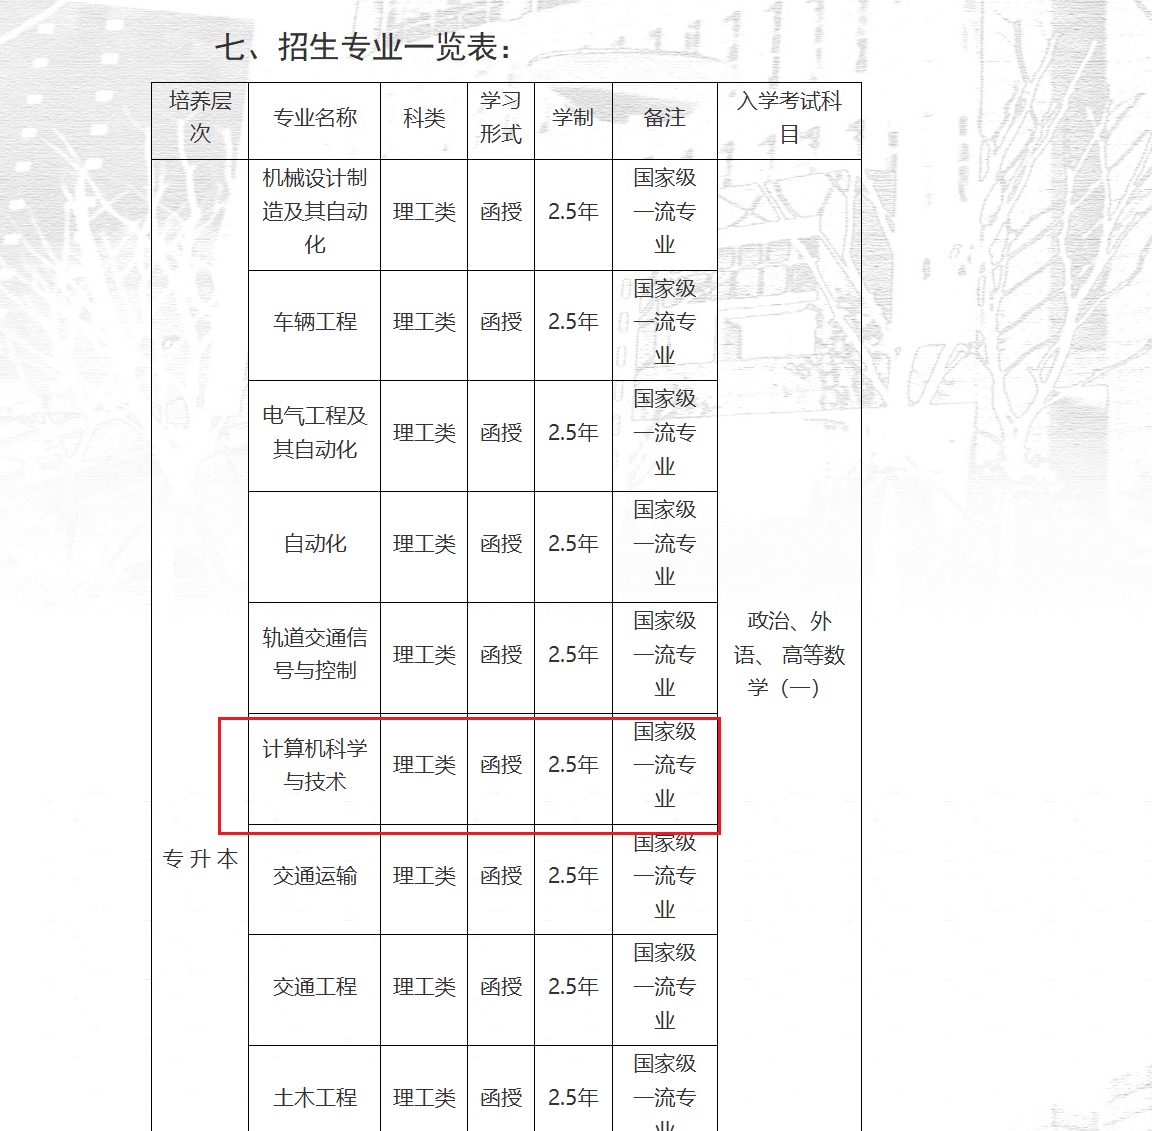 七、招生专业一览表：
培养层次 专业名称 科类 学习形式 学制 备注 入学考试科目
机械设计制造及其自动化 理工类 函授 2.5年 国家级一流专业
车辆工程 理工类 函授 2.5年 国家级一流专业
电气工程及其自动化 理工类 函授 2.5年 国家级一流专业
自动化 理工类 函授 2.5年 国家级一流专业
轨道交通信号与控制 理工类 函授 2.5年 国家级一流专业
政治、外语、 高等数学（一）
计算机科学与技术 理工类 函授 2.5年 国家级一流专业
专 升 本
交通运输 理工类 函授 2.5年 国家级一流专业
交通工程 理工类 函授 2.5年 国家级一流专业
土木工程 理工类 函授 2.5年 国家级一流专业